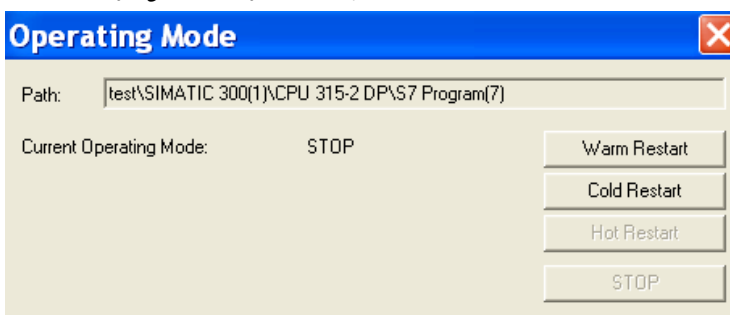 Operating Mode
Path: test\SIMATIC 300(1)\CPU 315-2 DP\S7 Program(7)
Current Operating Mode: STOP
Warm Restart
Cold Restart
Hot Restart
STOP